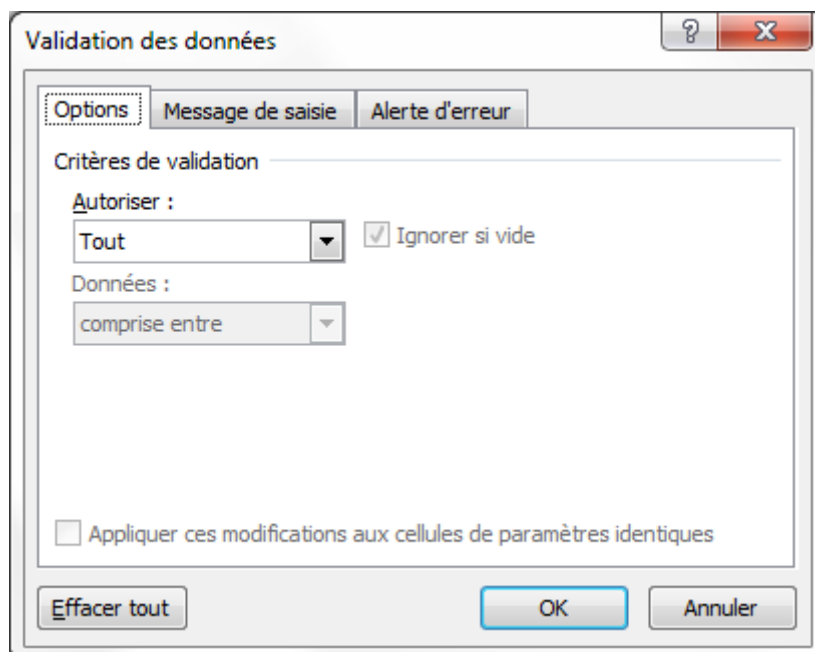 Validation des données
Options Message de saisie Alerte d'erreur
Critères de validation
Autoriser :
Tout Ignorer si vide
Données :
comprise entre
Appliquer ces modifications aux cellules de paramètres identiques
Effacer tout OK Annuler